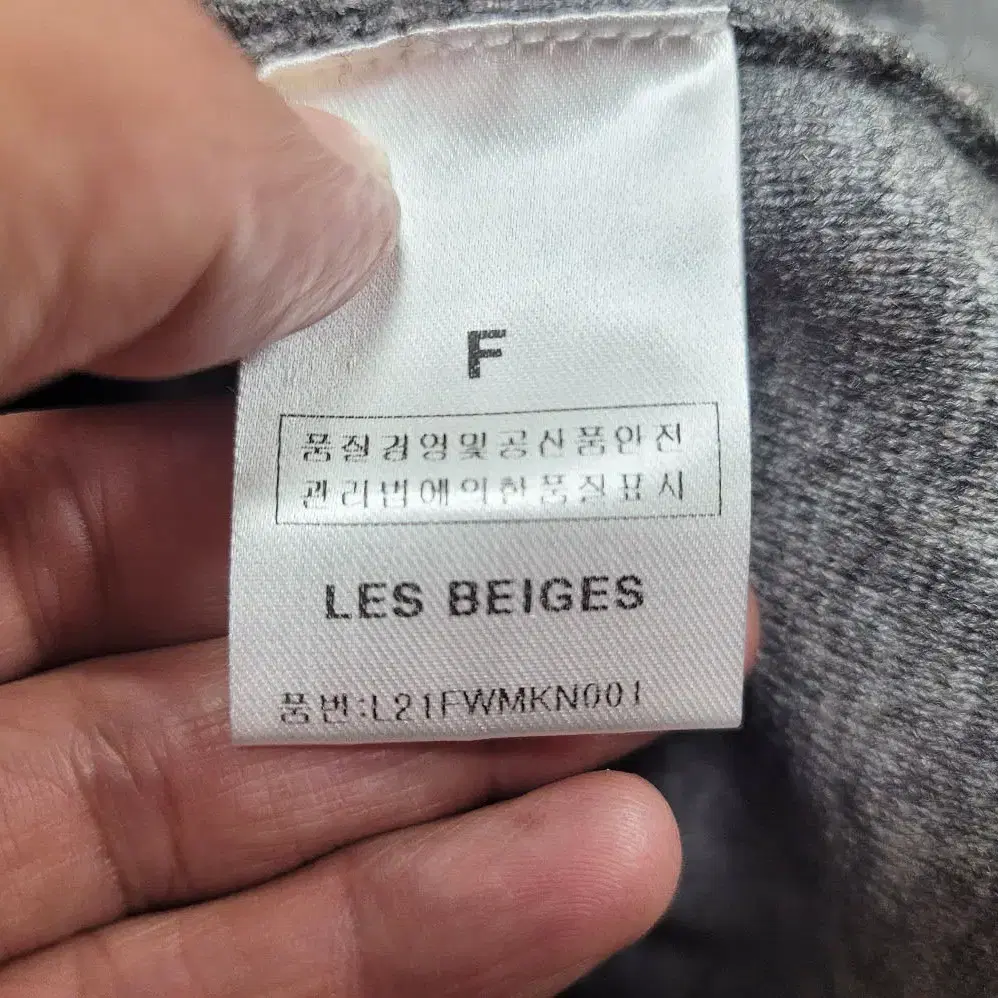 F
품질경영및공산품안전
관리법에의한품질표시
LES BEIGES
품번:L21FWMKN001